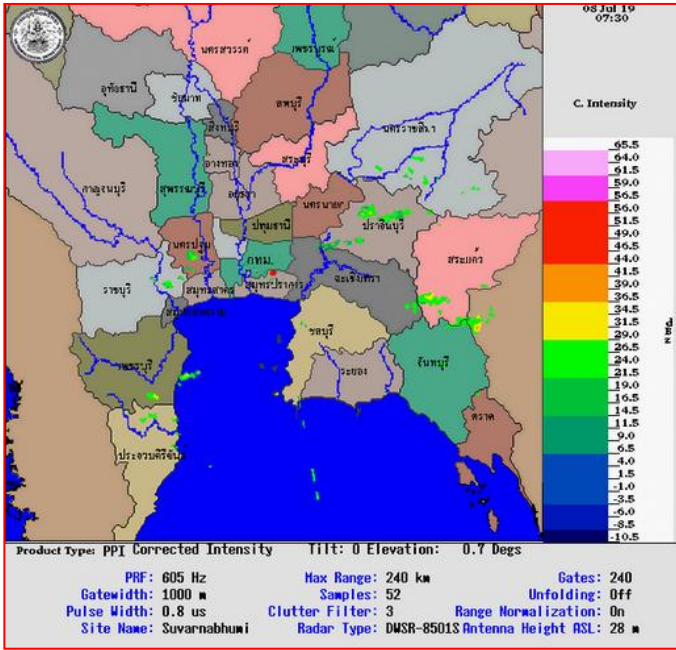 08 Jul 19
07:30
C. Intensity
นครสวรรค์
เพชรบูรณ์
อุทัยธานี
ชัยนาท
ลพบุรี
นครราชสีมา
สิงห์บุรี
อ่างทอง
สระบุรี
กาญจนบุรี
สุพรรณบุรี
อยุธยา
นครนายก
ปราจีนบุรี
ปทุมธานี
นครปฐม
กทม.
สระแก้ว
ราชบุรี
สมุทรสาคร
สมุทรปราการ
ฉะเชิงเทรา
ชลบุรี
เพชรบุรี
ระยอง
จันทบุรี
ตราด
ประจวบคีรีขันธ์
65.5
64.0
61.5
59.0
56.5
56.0
51.5
49.0
46.5
44.0
41.5
39.0
36.5
34.5
31.5
29.0
26.5
24.0
21.5
19.0
16.5
14.5
11.5
9.0
6.0
4.0
1.5
-1.0
-3.5
-6.0
-8.5
-10.5
Product Type: PPI Corrected Intensity Tilt: 0 Elevation: 0.7 Degs
PRF: 605 Hz Max Range: 240 km Gates: 240
Gatewidth: 1000 m Samples: 52 Unfolding: Off
Pulse Width: 0.8 us Clutter Filter: 3 Range Normalization: On
Site Name: Suvarnabhumi Radar Type: DWSR-8501S Antenna Height ASL: 28 m